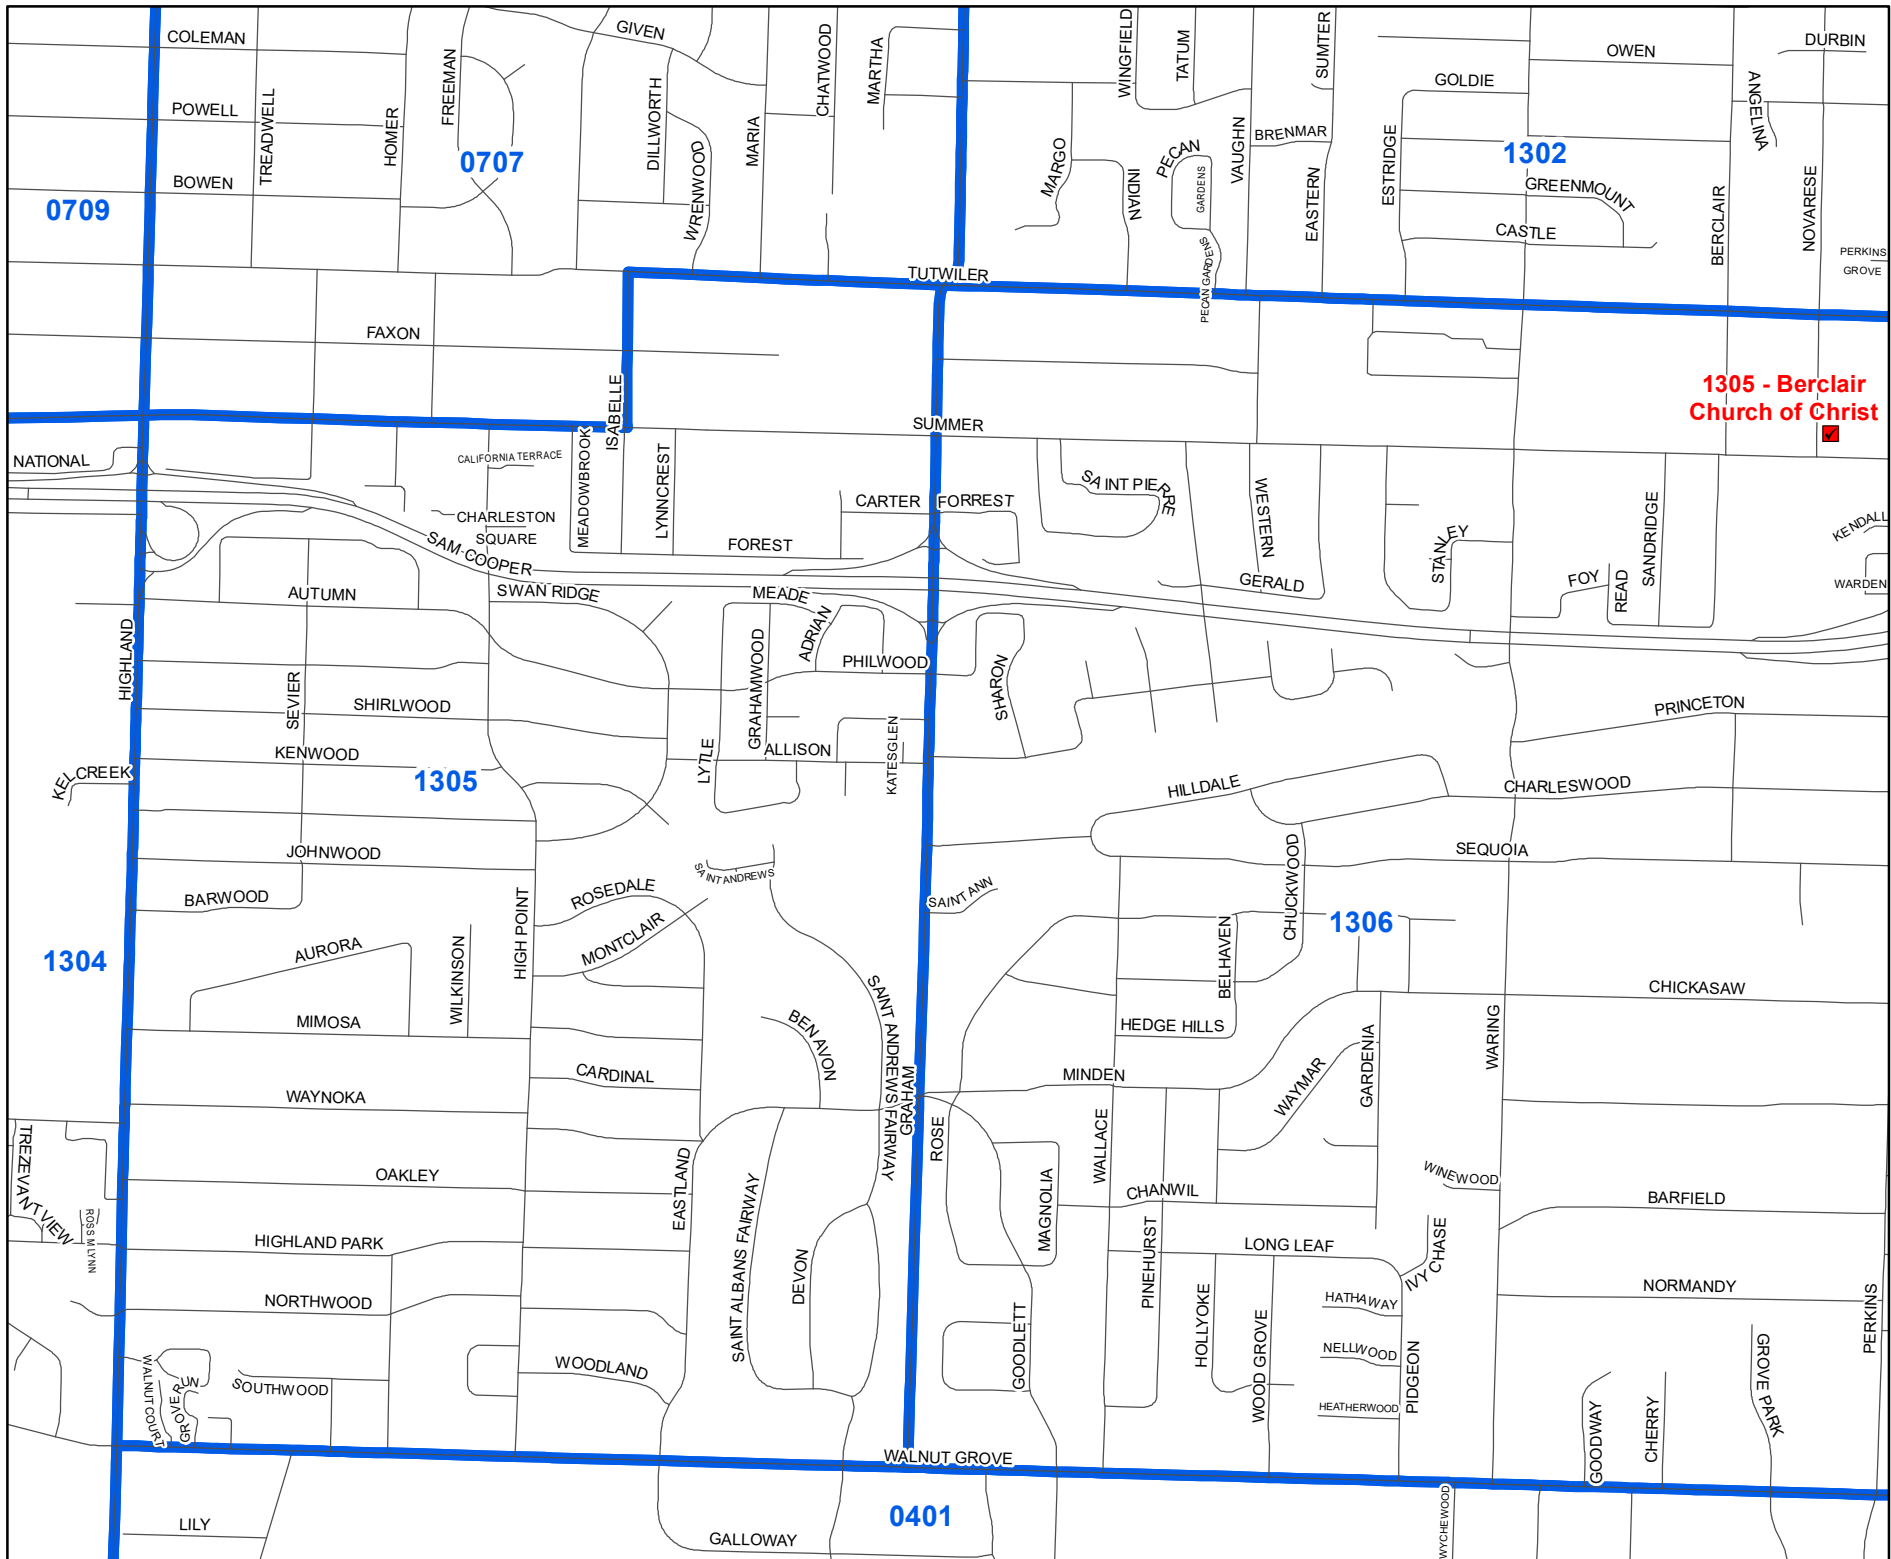 COLEMAN
GIVEN
CHATWOOD
MARTHA
WINGFIELD
TATUM
SUMTER
OWEN
DURBIN
POWELL
TREADWELL
HOMER
FREEMAN
DILLWORTH
WRENWOOD
MARIA
MARGO
INDIAN
PECAN
GARDENS
PECAN GARDENS
VAUGHN
BRENMAR
EASTERN
ESTRIDGE
GOLDIE
1302
GREENMOUNT
CASTLE
ANGELINA
BERCLAIR
NOVARESE
PERKINS
GROVE
0707
BOWEN
0709
TUTWILER
FAXON
ISABELLE
SUMMER
1305 - Berclair
Church of Christ
NATIONAL
CALIFORNIA TERRACE
MEADOWBROOK
LYNNCREST
CARTER
FORREST
SAINT PIERRE
WESTERN
STANLEY
SANDRIDGE
KENDALL
CHARLESTON
SQUARE
FOREST
SAM COOPER
GERALD
FOY
READ
WARDEN
AUTUMN
SWAN RIDGE
MEADE
ADRIAN
HIGHLAND
SEVIER
GRAHAMWOOD
PHILWOOD
SHARON
SHIRLWOOD
PRINCETON
KENWOOD
LYTLE
ALLISON
KATESGLEN
KEL CREEK
1305
HILLDALE
CHARLESWOOD
JOHNWOOD
SEQUOIA
CHUCKWOOD
SAINT ANDREWS
BARWOOD
ROSEDALE
SAINT ANN
1306
MONTCLAIR
BELHAVEN
HIGH POINT
1304
AURORA
WILKINSON
SAINT ANDREWS FAIRWAY
CHICKASAW
MIMOSA
BEN AVON
HEDGE HILLS
GARDENIA
WARING
CARDINAL
MINDEN
WAYMAR
WAYNOKA
GRAHAM
ROSE
WALLACE
TREZEVANT VIEW
ROSS M LYNN
OAKLEY
EASTLAND
SAINT ALBANS FAIRWAY
MAGNOLIA
CHANWIL
WINEWOOD
BARFIELD
HIGHLAND PARK
DEVON
PINEHURST
LONG LEAF
IVY CHASE
NORTHWOOD
HOLLYOKE
HATHAWAY
NORMANDY
PERKINS
WALNUT COURT
GROVE RUN
SOUTHWOOD
WOODLAND
GOODLETT
WOOD GROVE
NELLWOOD
PIDGEON
HEATHERWOOD
GOODWAY
CHERRY
GROVE PARK
WALNUT GROVE
LILY
0401
GALLOWAY
WYCHEWOOD